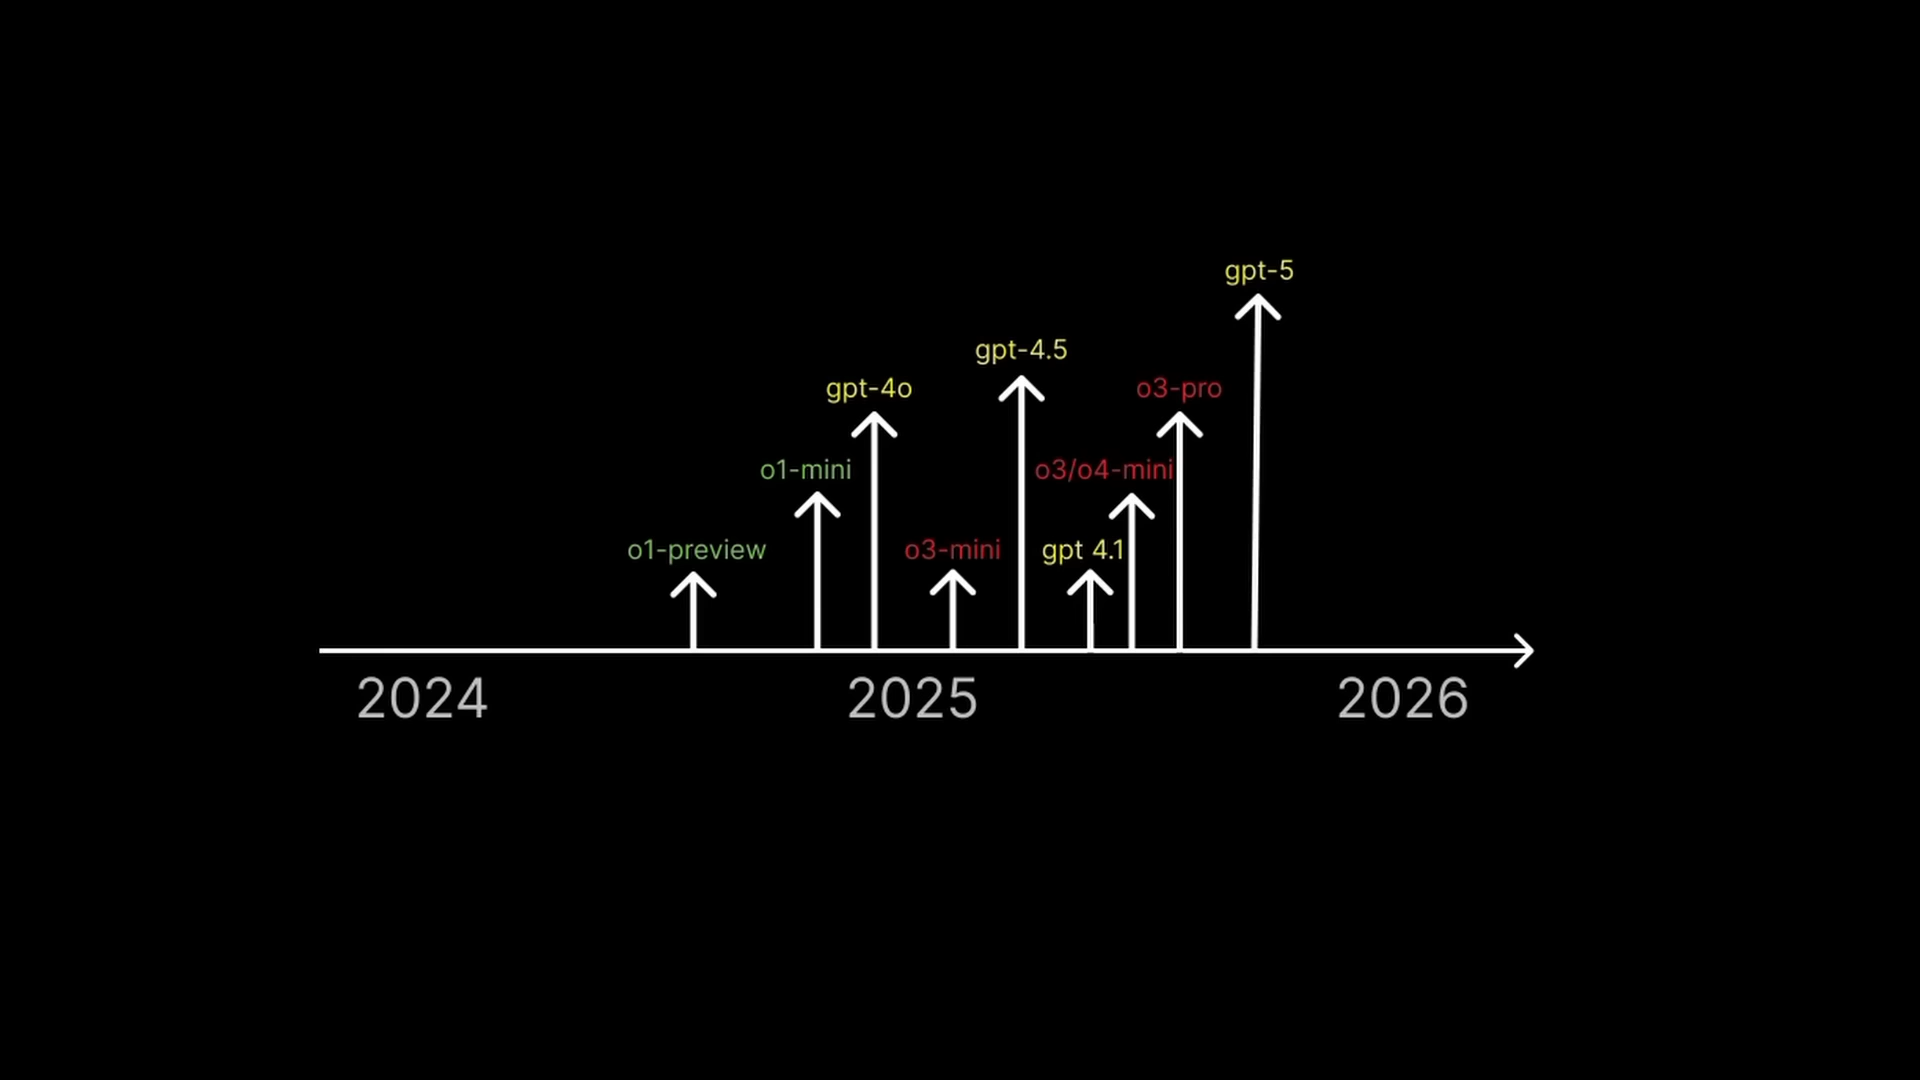 gpt-5
gpt-4.5
gpt-4o
o3-pro
o1-mini
o3/o4-mini
o1-preview
o3-mini
gpt 4.1
2024
2025
2026